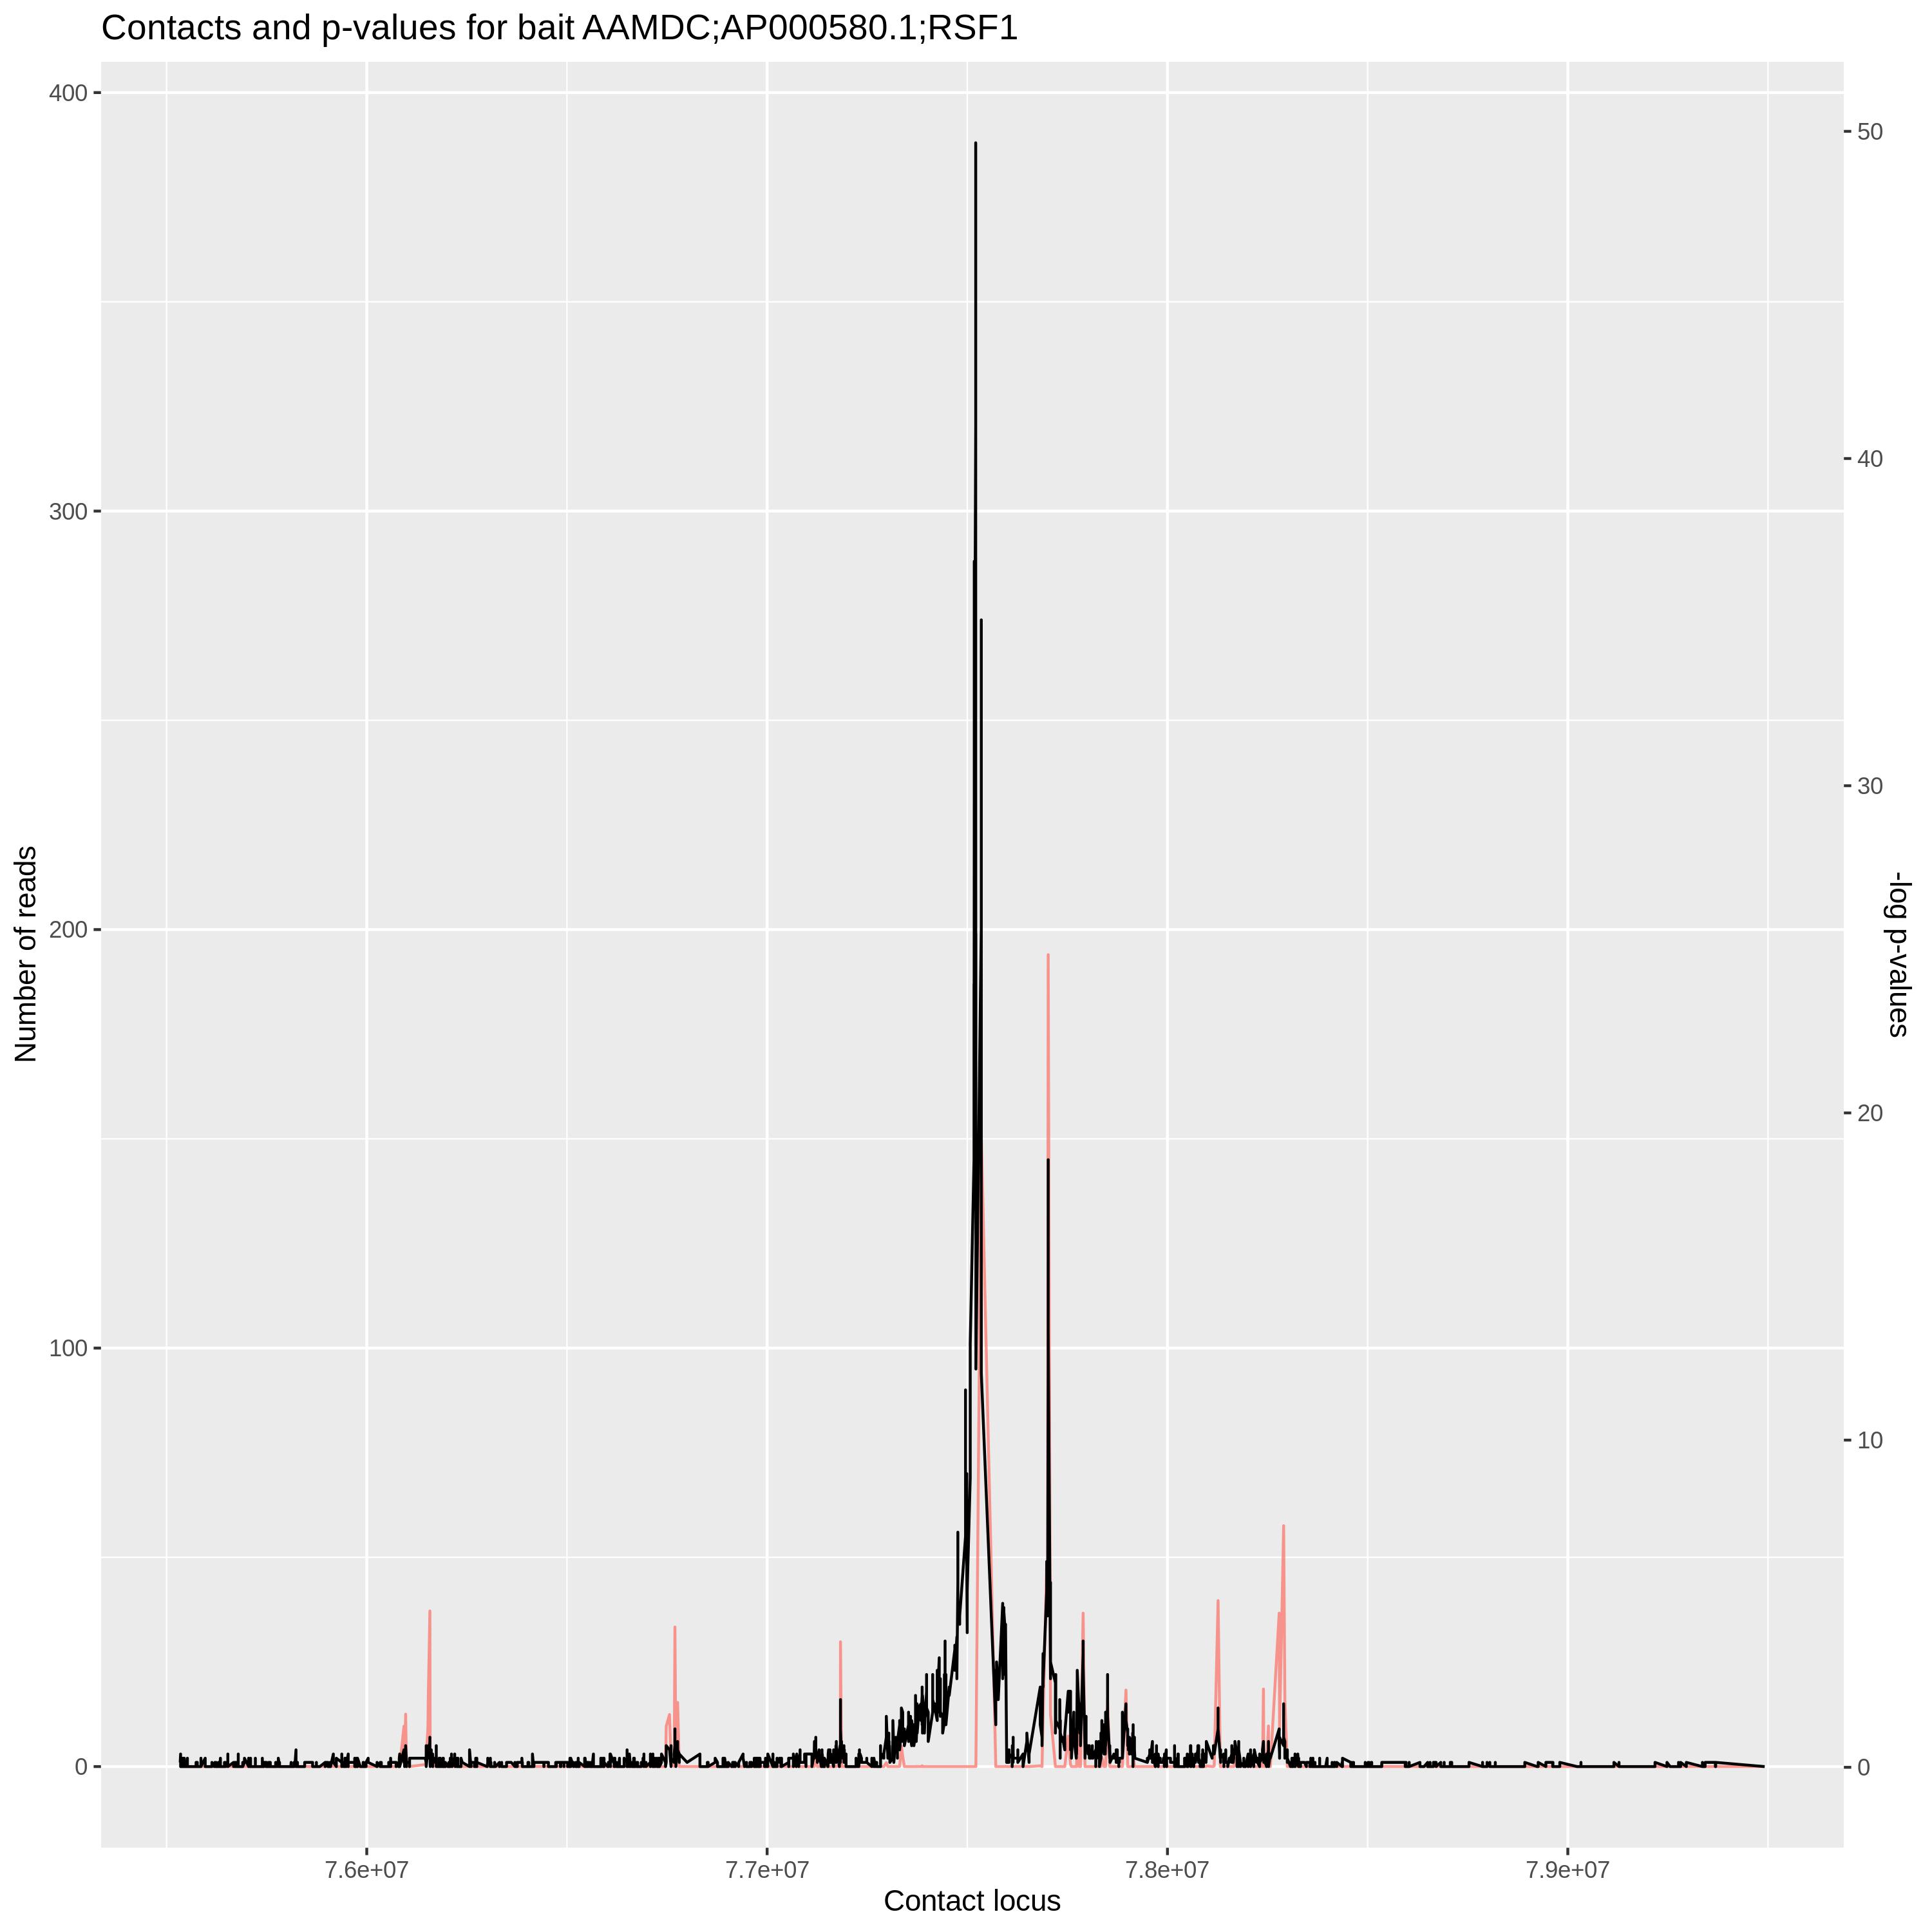 Contacts and p-values for bait AAMDC;AP000580.1;RSF1
400
300
200
100
0
Number of reads
50
40
30
20
10
0
-log p-values
7.6e+07
7.7e+07
7.8e+07
7.9e+07
Contact locus